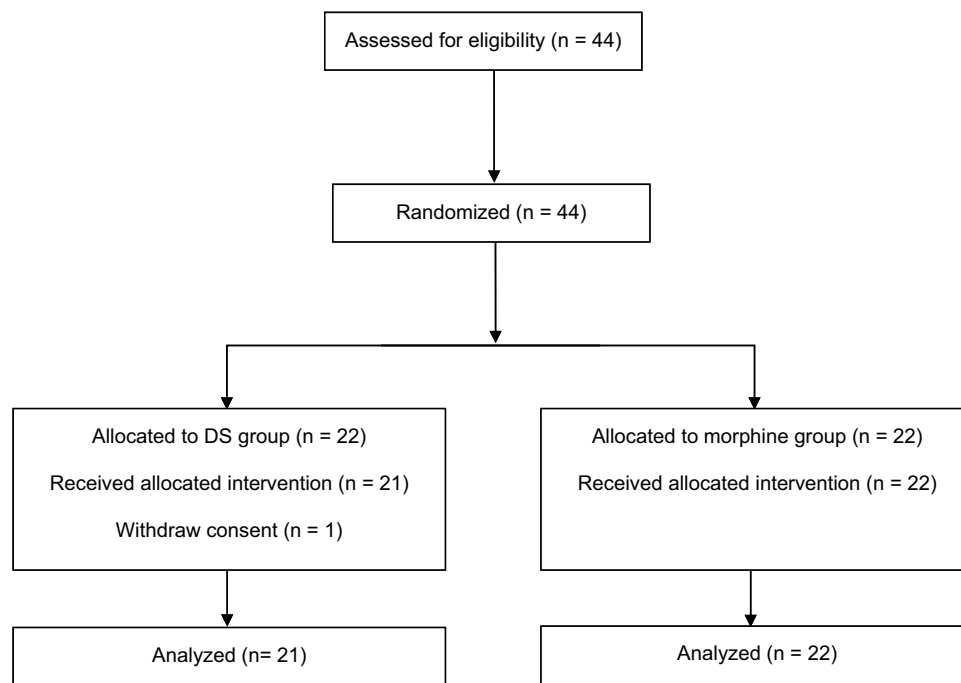 Assessed for eligibility (n = 44)
Randomized (n = 44)
Allocated to DS group (n = 22)
Received allocated intervention (n = 21)
Withdraw consent (n = 1)
Allocated to morphine group (n = 22)
Received allocated intervention (n = 22)
Analyzed (n= 21)
Analyzed (n = 22)